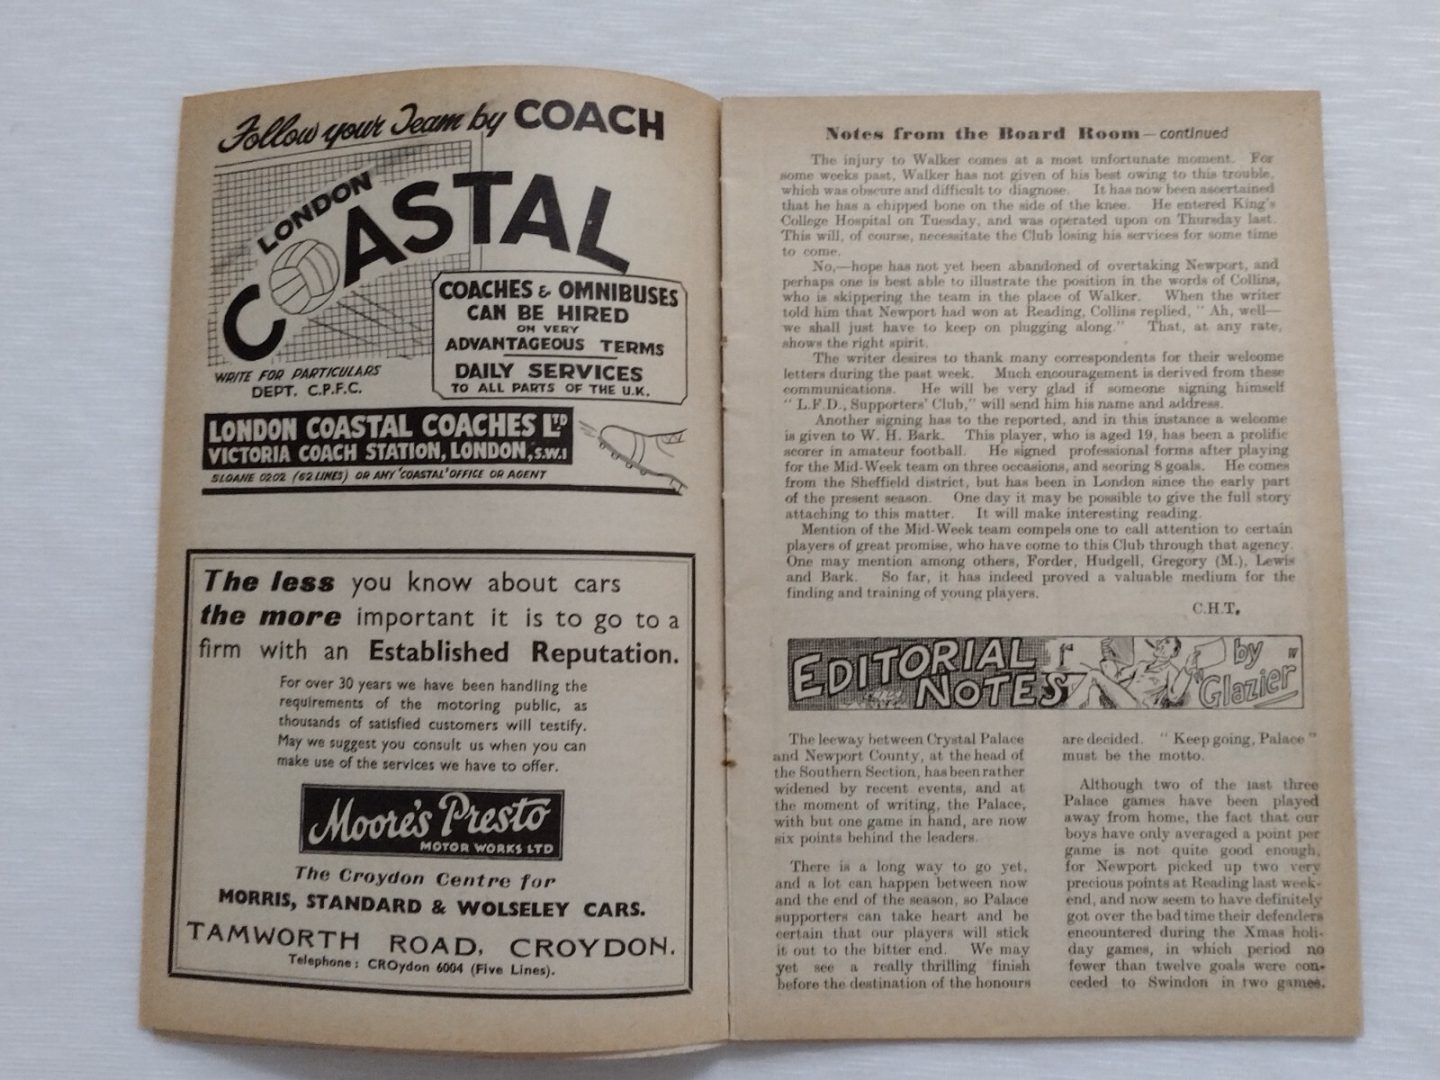 Follow your Team by COACH
LONDON
COASTAL
COACHES & OMNIBUSES
CAN BE HIRED
ON VERY
ADVANTAGEOUS TERMS
DAILY SERVICES
TO ALL PARTS OF THE U.K.
WRITE FOR PARTICULARS
DEPT. C.P.F.C.
LONDON COASTAL COACHES LTD
VICTORIA COACH STATION, LONDON, S.W.1
SLOANE 0202 (62 LINES) OR ANY 'COASTAL' OFFICE OR AGENT
The less you know about cars
the more important it is to go to a
firm with an Established Reputation.
For over 30 years we have been handling the
requirements of the motoring public, as
thousands of satisfied customers will testify.
May we suggest you consult us when you can
make use of the services we have to offer.
Moore's Presto
MOTOR WORKS LTD
The Croydon Centre for
MORRIS, STANDARD & WOLSELEY CARS.
TAMWORTH ROAD, CROYDON.
Telephone: CROydon 6004 (Five Lines).
Notes from the Board Room—continued
The injury to Walker comes at a most unfortunate moment. For
some weeks past, Walker has not given of his best owing to this trouble,
which was obscure and difficult to diagnose. It has now been ascertained
that he has a chipped bone on the side of the knee. He entered King's
College Hospital on Tuesday, and was operated upon on Thursday last.
This will, of course, necessitate the Club losing his services for some time
to come.
No,—hope has not yet been abandoned of overtaking Newport, and
perhaps one is best able to illustrate the position in the words of Collins,
who is skippering the team in the place of Walker. When the writer
told him that Newport had won at Reading, Collins replied, "Ah, well—
we shall just have to keep on plugging along." That, at any rate,
shows the right spirit.
The writer desires to thank many correspondents for their welcome
letters during the past week. Much encouragement is derived from these
communications. He will be very glad if someone signing himself
"L.F.D., Supporters' Club," will send him his name and address.
Another signing has to the reported, and in this instance a welcome
is given to W. H. Bark. This player, who is aged 19, has been a prolific
scorer in amateur football. He signed professional forms after playing
for the Mid-Week team on three occasions, and scoring 8 goals. He comes
from the Sheffield district, but has been in London since the early part
of the present season. One day it may be possible to give the full story
attaching to this matter. It will make interesting reading.
Mention of the Mid-Week team compels one to call attention to certain
players of great promise, who have come to this Club through that agency.
One may mention among others, Forder, Hudgell, Gregory (M.), Lewis
and Bark. So far, it has indeed proved a valuable medium for the
finding and training of young players.
C.H.T.
EDITORIAL NOTES by "Glazier"
The leeway between Crystal Palace
and Newport County, at the head of
the Southern Section, has been rather
widened by recent events, and at
the moment of writing, the Palace,
with but one game in hand, are now
six points behind the leaders.
There is a long way to go yet,
and a lot can happen between now
and the end of the season, so Palace
supporters can take heart and be
certain that our players will stick
it out to the bitter end. We may
yet see a really thrilling finish
before the destination of the honours
are decided. "Keep going, Palace"
must be the motto.
Although two of the last three
Palace games have been played
away from home, the fact that our
boys have only averaged a point per
game is not quite good enough,
for Newport picked up two very
precious points at Reading last week-
end, and now seem to have definitely
got over the bad time their defenders
encountered during the Xmas holi-
day games, in which period no
fewer than twelve goals were con-
ceded to Swindon in two games.